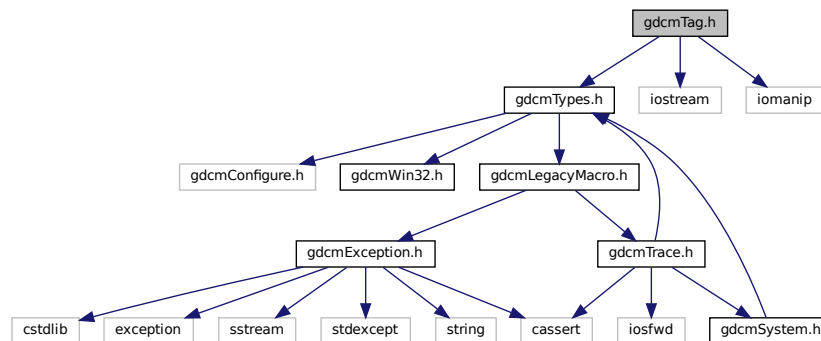 gdcmTag.h
gdcmTypes.h
iostream
iomanip
gdcmConfigure.h
gdcmWin32.h
gdcmLegacyMacro.h
gdcmException.h
gdcmTrace.h
cstdlib
exception
sstream
stdexcept
string
cassert
iosfwd
gdcmSystem.h